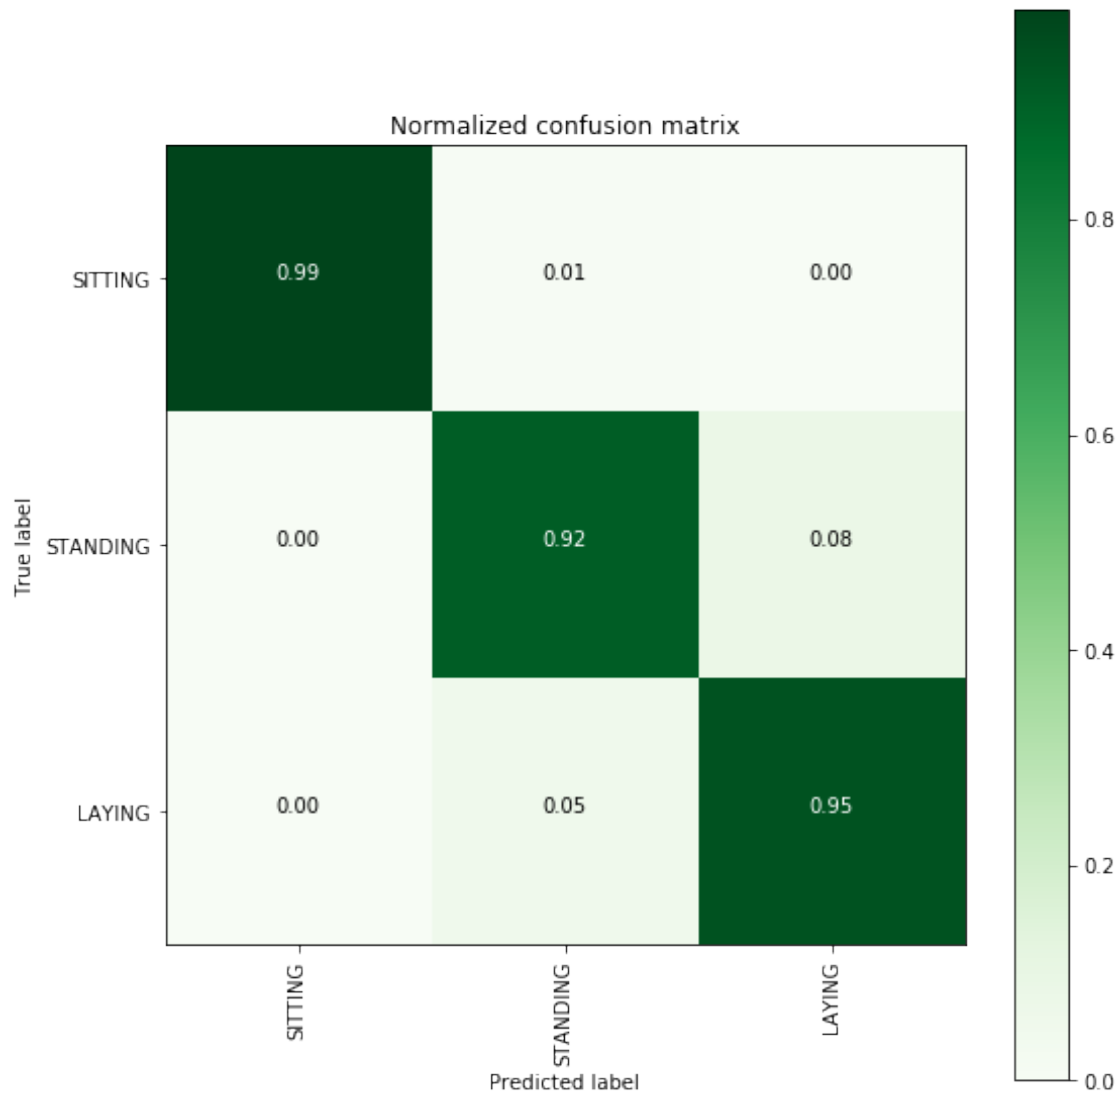 Normalized confusion matrix
True label
SITTING
0.99 0.01 0.00
STANDING
0.00 0.92 0.08
LAYING
0.00 0.05 0.95
SITTING
STANDING
LAYING
Predicted label
0.8
0.6
0.4
0.2
0.0